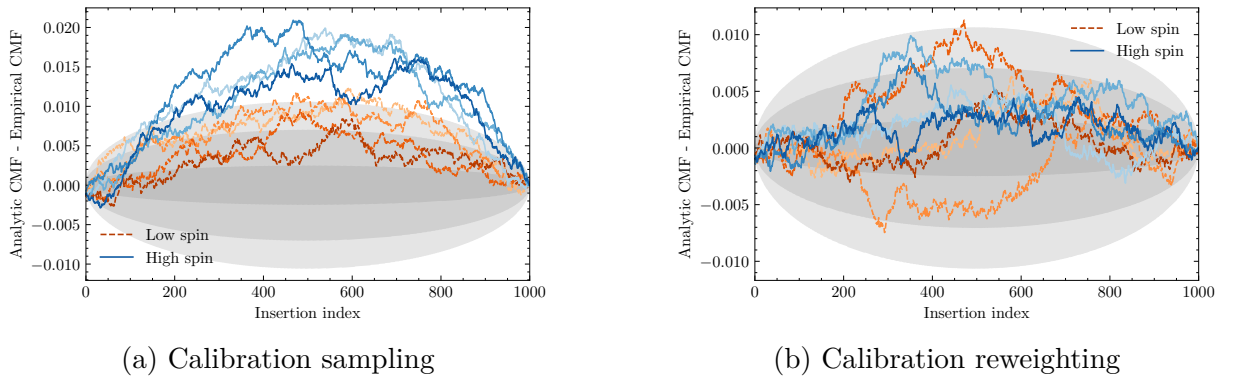 Analytic CMF - Empirical CMF
0.020
0.015
0.010
0.005
0.000
−0.005
−0.010
Low spin
High spin
0 200 400 600 800 1000
Insertion index
(a) Calibration sampling
Analytic CMF - Empirical CMF
0.010
0.005
0.000
−0.005
−0.010
Low spin
High spin
0 200 400 600 800 1000
Insertion index
(b) Calibration reweighting